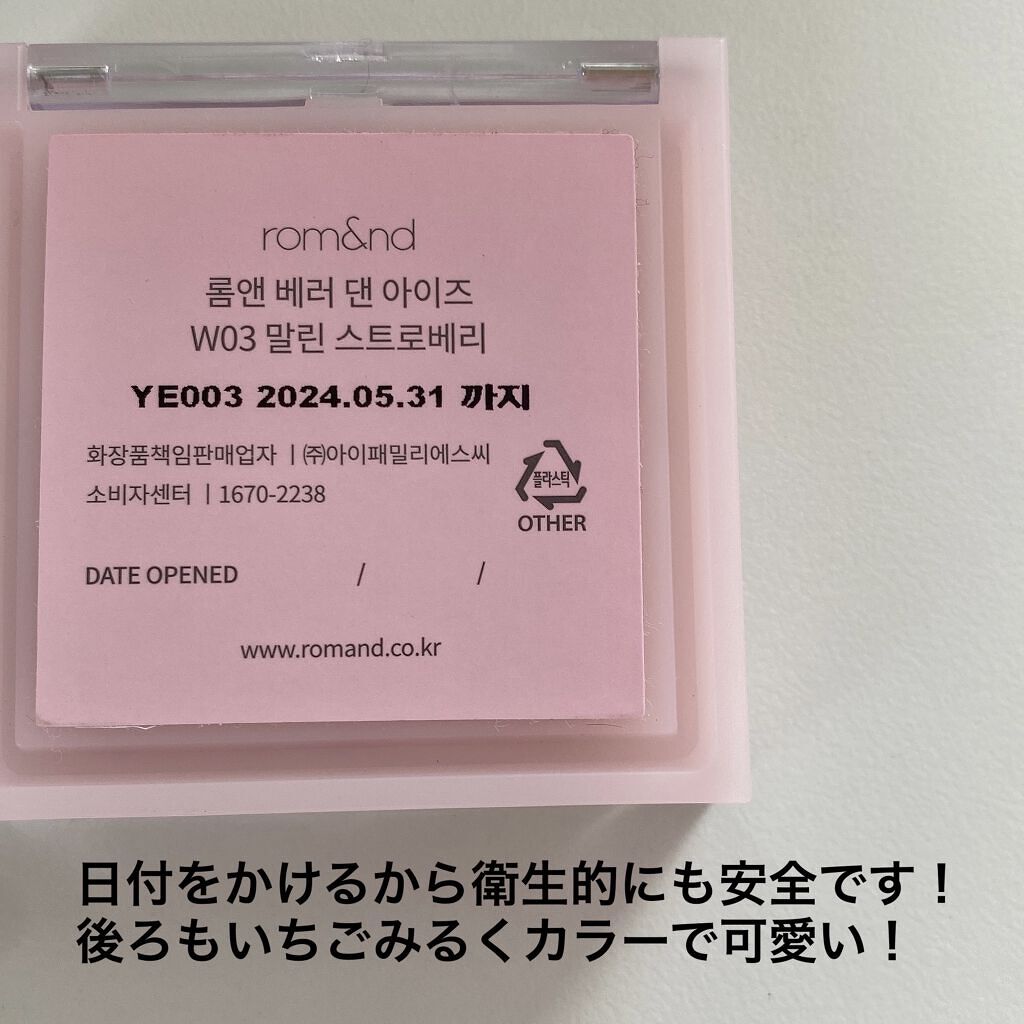 rom&nd
롬앤 베러 댄 아이즈
W03 말린 스트로베리
YE003 2024.05.31 까지
화장품책임판매업자 | ㈜아이패밀리에스씨
소비자센터 | 1670-2238
플라스틱
OTHER
DATE OPENED / /
www.romand.co.kr
日付をかけるから衛生的にも安全です！
後ろもいちごみるくカラーで可愛い！